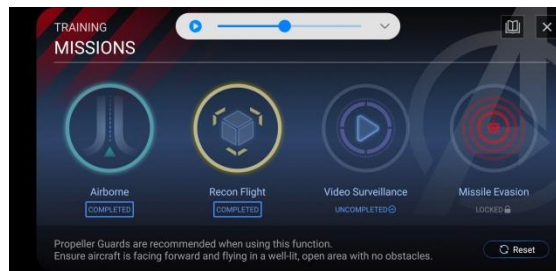 TRAINING
MISSIONS
Airborne
Recon Flight
Video Surveillance
Missile Evasion
COMPLETED
COMPLETED
UNCOMPLETED
LOCKED
Propeller Guards are recommended when using this function.
Ensure aircraft is facing forward and flying in a well-lit, open area with no obstacles.
Reset